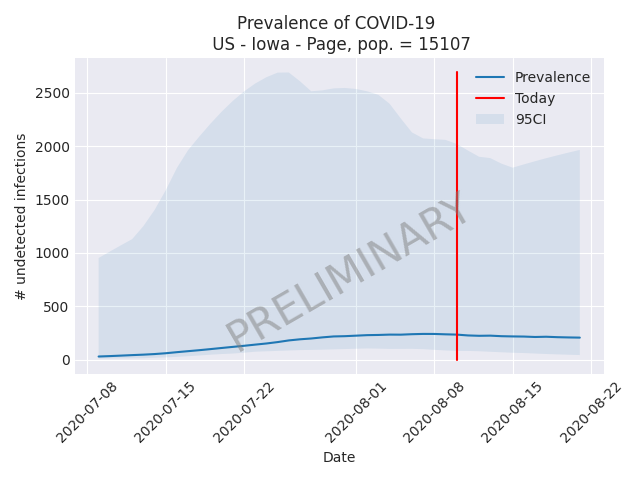 Prevalence of COVID-19
US - Iowa - Page, pop. = 15107
# undetected infections
2500
2000
1500
1000
500
0
Prevalence
Today
95CI
PRELIMINARY
2020-07-08
2020-07-15
2020-07-22
2020-08-01
2020-08-08
2020-08-15
2020-08-22
Date